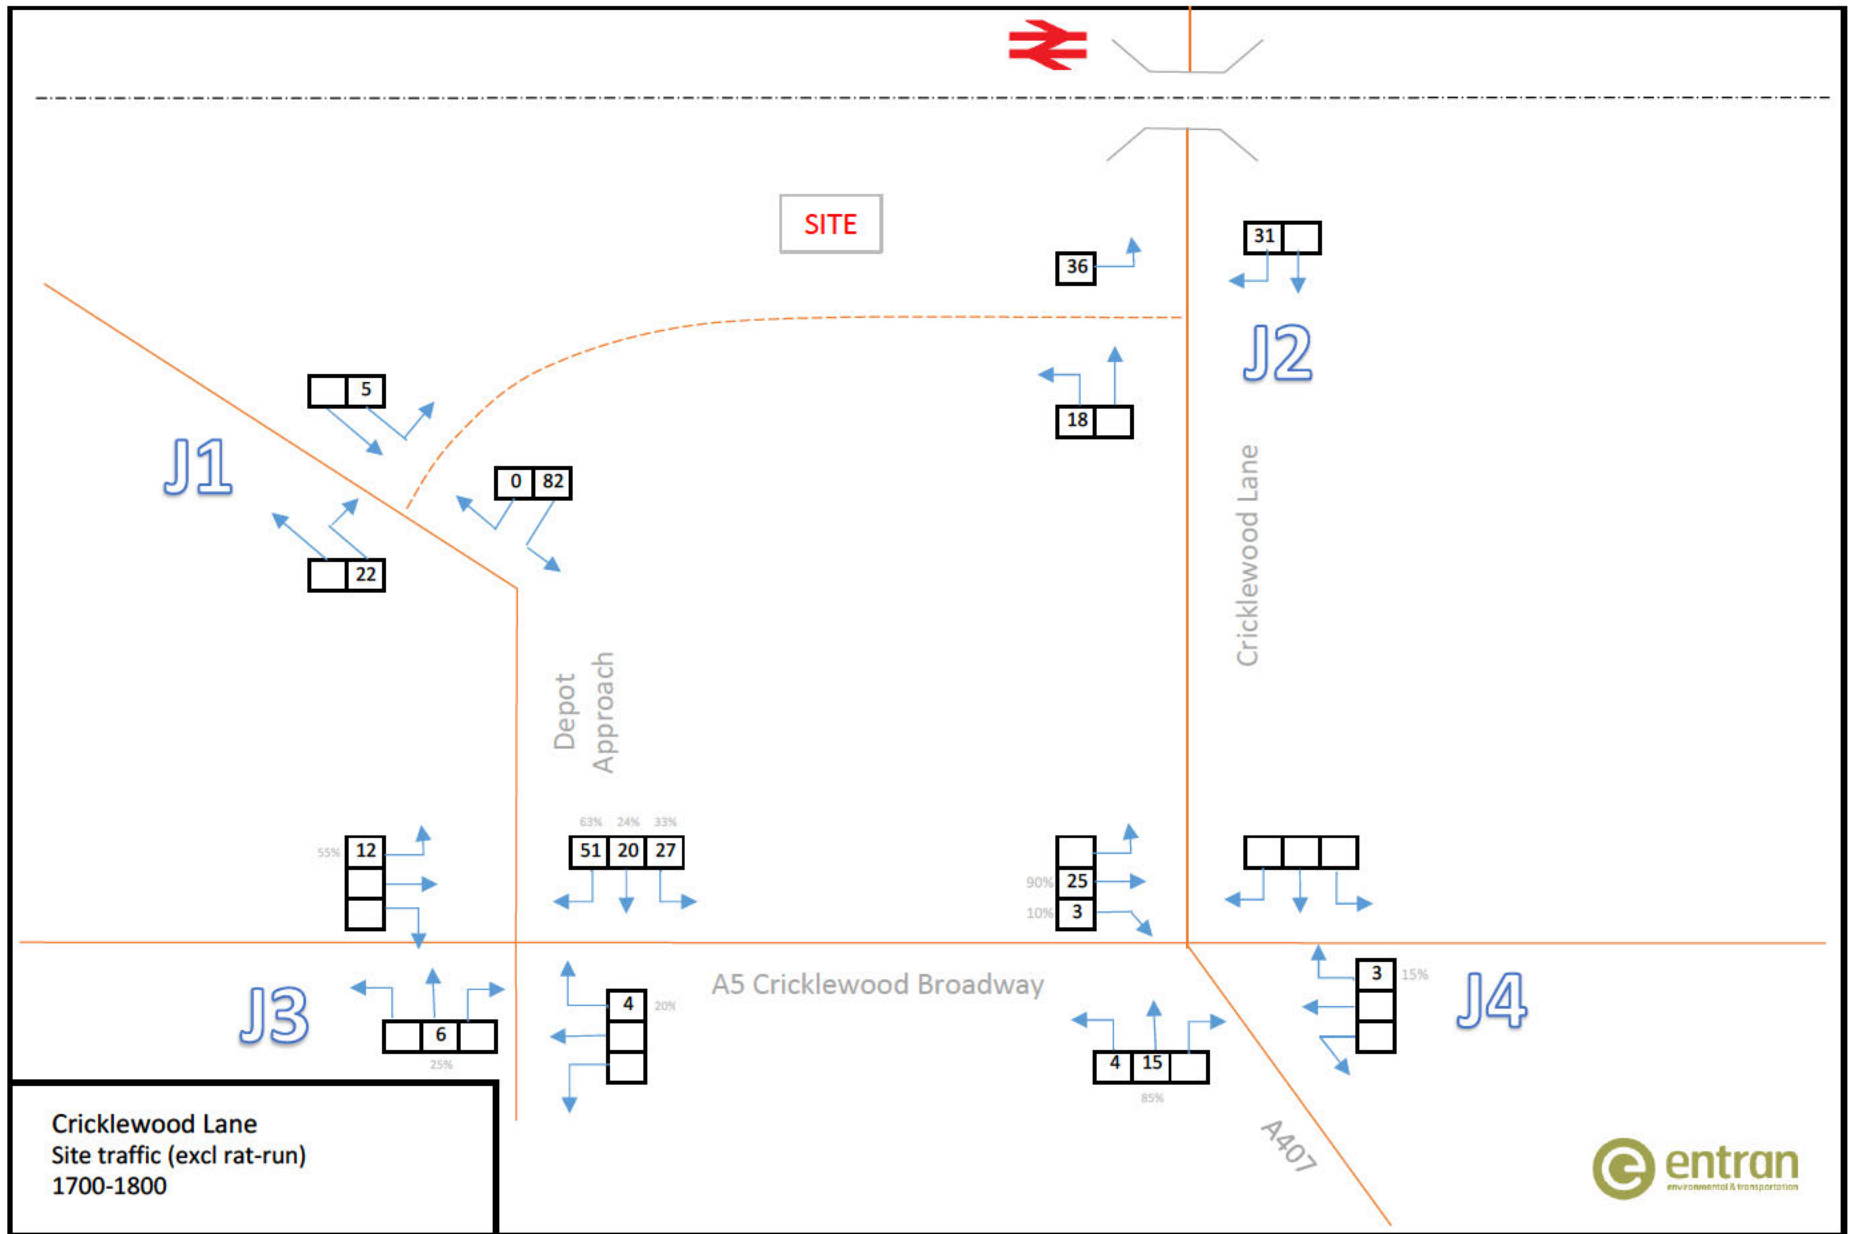 SITE
31
36
J2
18
5
J1
0 82
22
Cricklewood Lane
Depot
Approach
63% 24% 33%
55% 12
51 20 27
90% 25
10% 3
J3
6
25%
4 20%
A5 Cricklewood Broadway
3 15%
J4
4 15
85%
A407
Cricklewood Lane
Site traffic (excl rat-run)
1700-1800
e entran
environmental & transportation